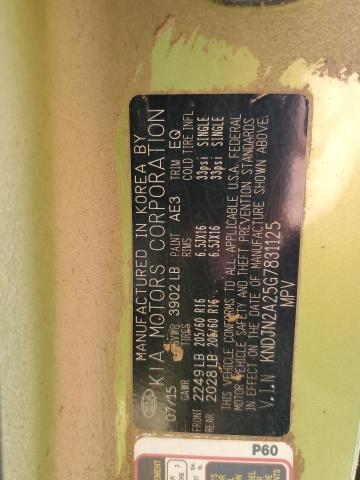 MANUFACTURED IN KOREA BY
KIA MOTORS CORPORATION
07/15 GVWR 3902 LB PAINT AE3 TRIM EQ
GAWR TIRES RIMS COLD TIRE INFL
FRONT 2249 LB 205/60 R16 6.5JX16 33psi SINGLE
REAR 2028 LB 205/60 R16 6.5JX16 33psi SINGLE
THIS VEHICLE CONFORMS TO ALL APPLICABLE U.S.A. FEDERAL
MOTOR VEHICLE SAFETY AND THEFT PREVENTION STANDARDS
IN EFFECT ON THE DATE OF MANUFACTURE SHOWN ABOVE.
V.I.N KNDJN2A25G7831125
MPV
P60